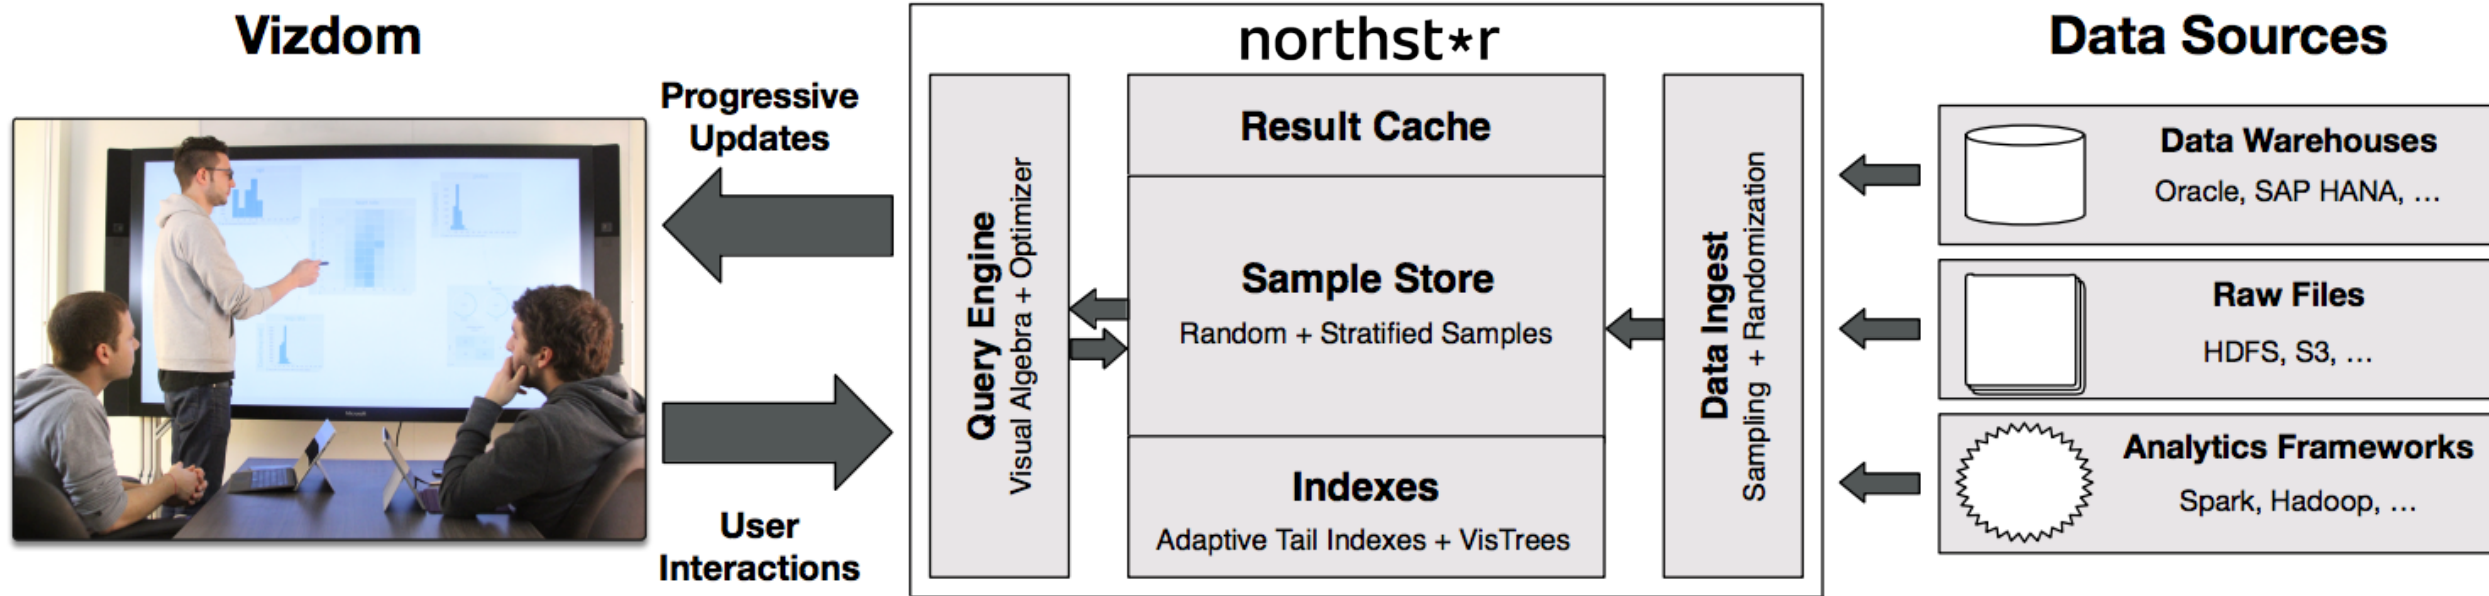 Vizdom
Progressive
Updates
User
Interactions
northst*r
Query Engine
Visual Algebra + Optimizer
Result Cache
Sample Store
Random + Stratified Samples
Indexes
Adaptive Tail Indexes + VisTrees
Data Ingest
Sampling + Randomization
Data Sources
Data Warehouses
Oracle, SAP HANA, …
Raw Files
HDFS, S3, …
Analytics Frameworks
Spark, Hadoop, …